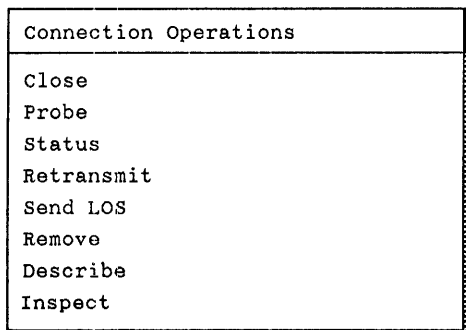 Connection Operations
Close
Probe
Status
Retransmit
Send LOS
Remove
Describe
Inspect